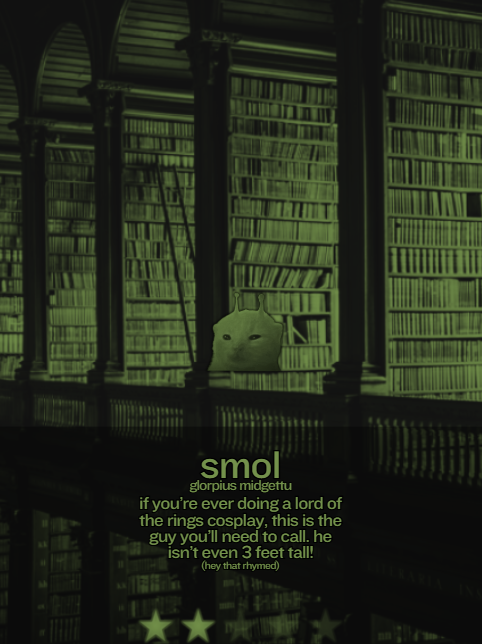 smol
glorpius midgettu
if you're ever doing a lord of
the rings cosplay, this is the
guy you'll need to call. he
isn't even 3 feet tall!
(hey that rhymed)